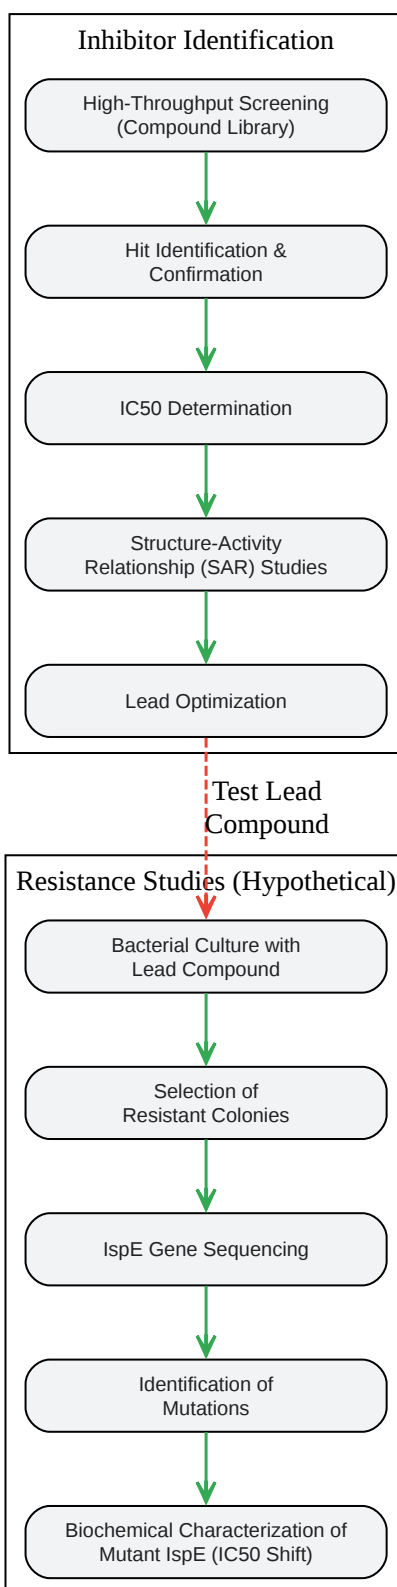 Inhibitor Identification
High-Throughput Screening
(Compound Library)
Hit Identification &
Confirmation
IC50 Determination
Structure-Activity
Relationship (SAR) Studies
Lead Optimization
Test Lead
Compound
Resistance Studies (Hypothetical)
Bacterial Culture with
Lead Compound
Selection of
Resistant Colonies
IspE Gene Sequencing
Identification of
Mutations
Biochemical Characterization of
Mutant IspE (IC50 Shift)